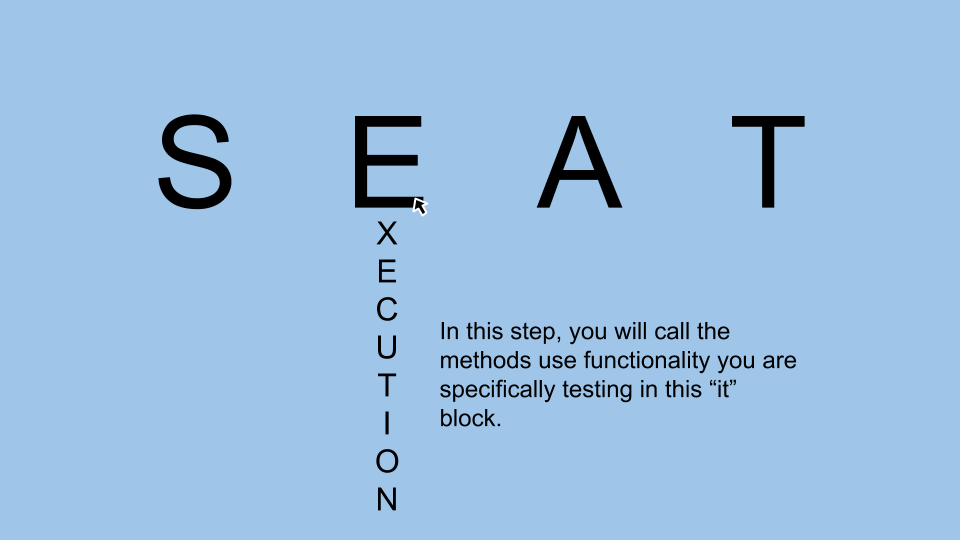 S E A T
X
E
C
U
T
I
O
N
In this step, you will call the
methods use functionality you are
specifically testing in this “it”
block.